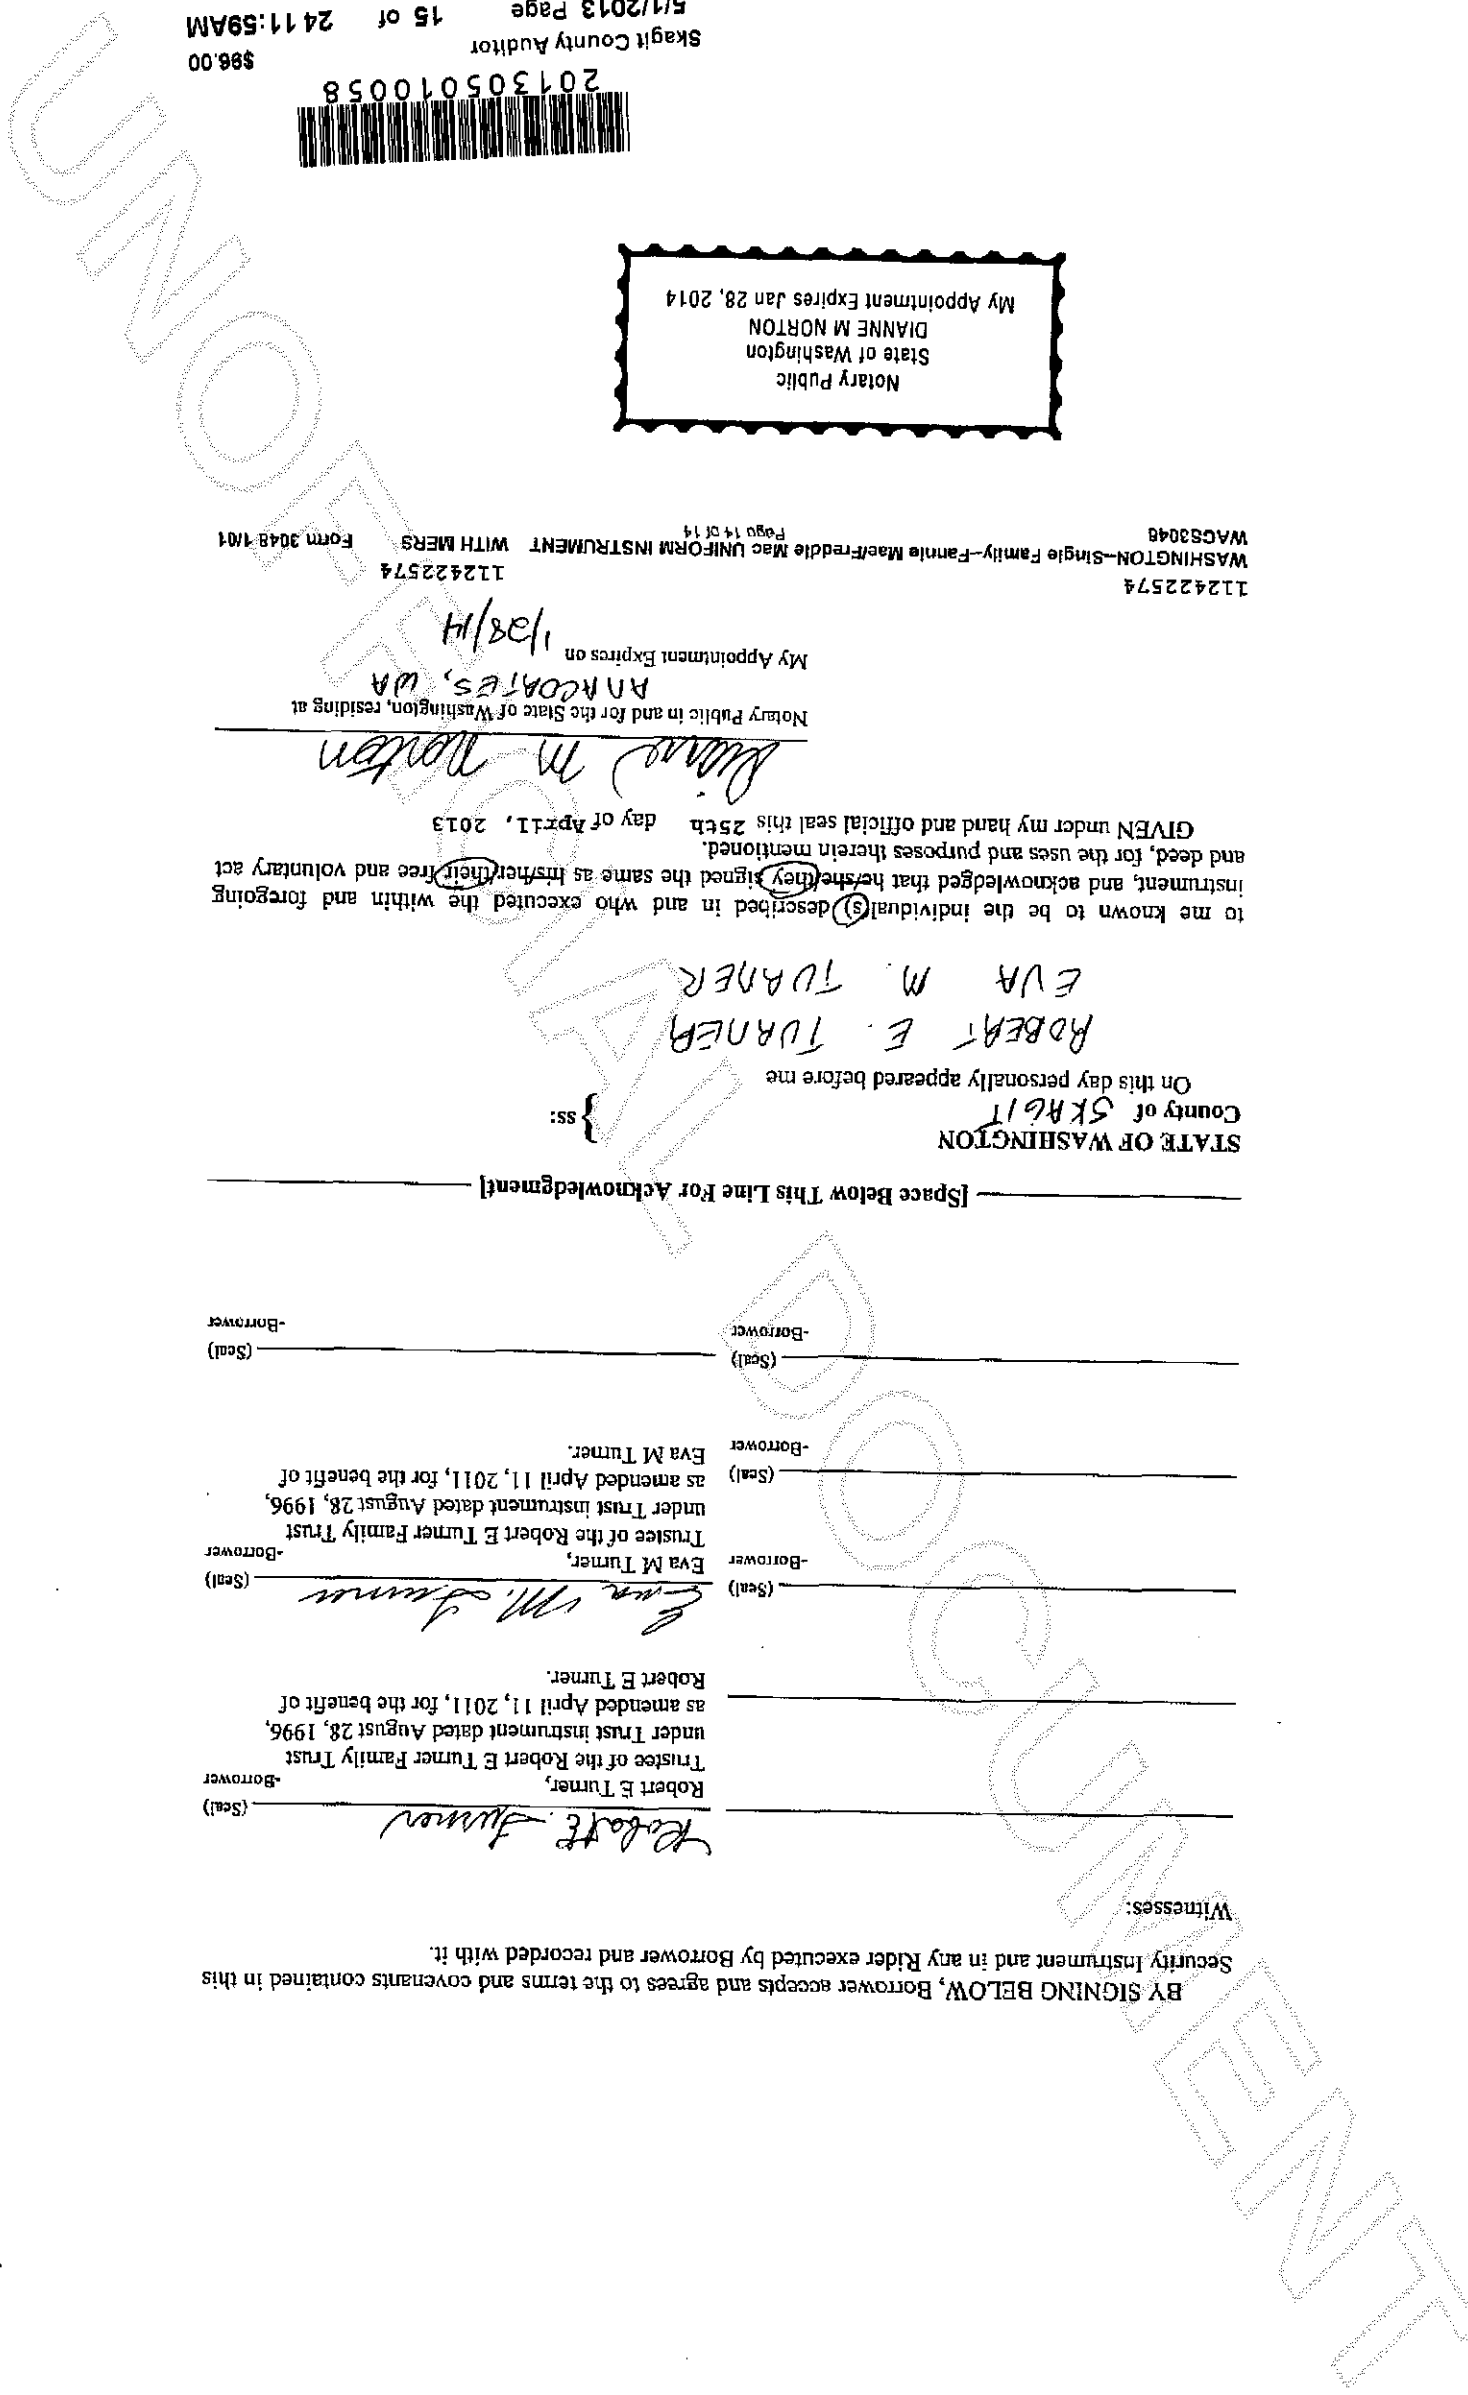 BY SIGNING BELOW, Borrower accepts and agrees to the terms and covenants contained in this
Security Instrument and in any Rider executed by Borrower and recorded with it.
Witnesses:
Robert E. Turner
(Seal)
Robert E Turner, -Borrower
Trustee of the Robert E Turner Family Trust
under Trust instrument dated August 28, 1996,
as amended April 11, 2011, for the benefit of
Robert E Turner.
Eva M. Turner
(Seal) (Seal)
-Borrower Eva M Turner, -Borrower
Trustee of the Robert E Turner Family Trust
under Trust instrument dated August 28, 1996,
(Seal) as amended April 11, 2011, for the benefit of
-Borrower Eva M Turner.
(Seal) (Seal)
-Borrower -Borrower
[Space Below This Line For Acknowledgment]
STATE OF WASHINGTON
County of SKAGIT } ss:
On this day personally appeared before me
ROBERT E. TURNER
EVA M. TURNER
to me known to be the individual(s) described in and who executed the within and foregoing
instrument, and acknowledged that he/she/they signed the same as his/her/their free and voluntary act
and deed, for the uses and purposes therein mentioned.
GIVEN under my hand and official seal this 25th day of April, 2013
Dianne M Norton
Notary Public in and for the State of Washington, residing at
ANACORTES, WA
My Appointment Expires on 1/28/14
112422574 112422574
WASHINGTON--Single Family--Fannie Mae/Freddie Mac UNIFORM INSTRUMENT WITH MERS Form 3048 1/01
WAGS3048 Page 14 of 14
Notary Public
State of Washington
DIANNE M NORTON
My Appointment Expires Jan 28, 2014
201305010058
Skagit County Auditor $96.00
5/1/2013 Page 15 of 24 11:59AM
UNOFFICIAL DOCUMENT